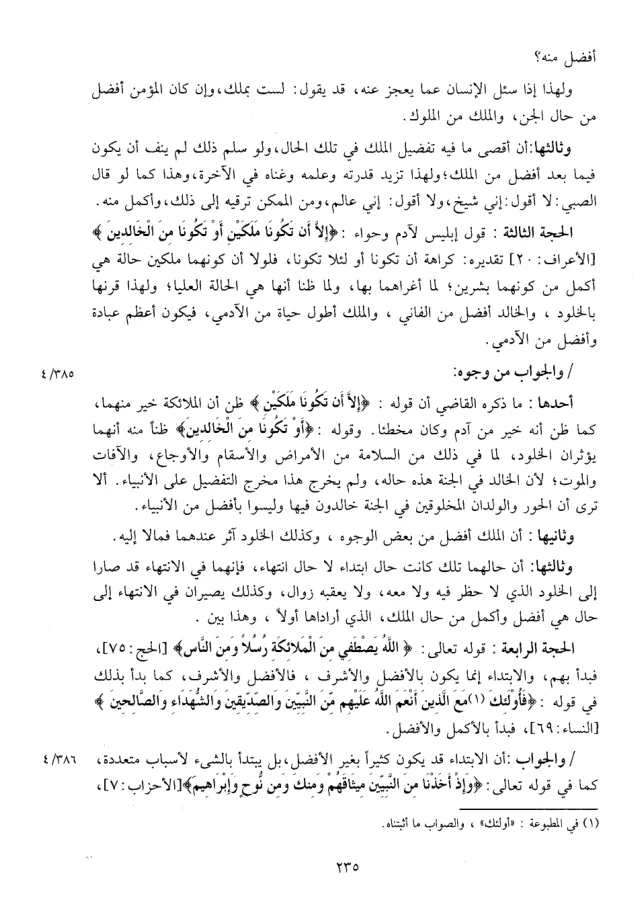 أفضل منه؟
ولهذا إذا سئل الإنسان عما يعجز عنه، قد يقول: لست بملك، وإن كان المؤمن أفضل
من حال الجن، والملك من الملوك.
وثالثها: أن أقصى ما فيه تفضيل الملك في تلك الحال، ولو سلم ذلك لم ينف أن يكون
فيما بعد أفضل من الملك؛ ولهذا تزيد قدرته وعلمه وغناه في الآخرة، وهذا كما لو قال
الصبي: لا أقول: إني شيخ، ولا أقول: إني عالم، ومن الممكن ترقيه إلى ذلك، وأكمل منه.
الحجة الثالثة : قول إبليس لآدم وحواء : ﴿إِلاَّ أَن تَكُونَا مَلَكَيْنِ أَوْ تَكُونَا مِنَ الْخَالِدِينَ ﴾
[الأعراف: ٢٠] تقديره: كراهة أن تكونا أو لئلا تكونا، فلولا أن كونهما ملكين حالة هي
أكمل من كونهما بشرين؛ لما أغراهما بها، ولما ظنا أنها هي الحالة العليا؛ ولهذا قرنها
بالخلود ، والخالد أفضل من الفاني ، والملك أطول حياة من الآدمي، فيكون أعظم عبادة
وأفضل من الآدمي.
٤/٣٨٥ / والجواب من وجوه:
أحدها : ما ذكره القاضي أن قوله : ﴿إِلاَّ أَن تَكُونَا مَلَكَيْنِ ﴾ ظن أن الملائكة خير منهما،
كما ظن أنه خير من آدم وكان مخطئا. وقوله : ﴿أَوْ تَكُونَا مِنَ الْخَالِدِينَ﴾ ظناً منه أنهما
يؤثران الخلود، لما في ذلك من السلامة من الأمراض والأسقام والأوجاع، والآفات
والموت؛ لأن الخالد في الجنة هذه حاله، ولم يخرج هذا مخرج التفضيل على الأنبياء. ألا
ترى أن الحور والولدان المخلوقين في الجنة خالدون فيها وليسوا بأفضل من الأنبياء.
وثانيها : أن الملك أفضل من بعض الوجوه ، وكذلك الخلود آثر عندهما فمالا إليه.
وثالثها: أن حالهما تلك كانت حال ابتداء لا حال انتهاء، فإنهما في الانتهاء قد صارا
إلى الخلود الذي لا حظر فيه ولا معه، ولا يعقبه زوال، وكذلك يصيران في الانتهاء إلى
حال هي أفضل وأكمل من حال الملك، الذي أراداها أولاً ، وهذا بين .
الحجة الرابعة : قوله تعالى: ﴿ اللَّهُ يَصْطَفِي مِنَ الْمَلائِكَةِ رُسُلاً وَمِنَ النَّاسِ﴾ [الحج: ٧٥]،
فبدأ بهم، والابتداء إنما يكون بالأفضل والأشرف ، فالأفضل والأشرف، كما بدأ بذلك
في قوله : ﴿فَأُوْلَئِكَ (١) مَعَ الَّذِينَ أَنْعَمَ اللَّهُ عَلَيْهِم مِّنَ النَّبِيِّينَ وَالصِّدِّيقِينَ وَالشُّهَدَاءِ وَالصَّالِحِينَ ﴾
[النساء: ٦٩]، فبدأ بالأكمل والأفضل.
٤/٣٨٦ / والجواب : أن الابتداء قد يكون كثيراً بغير الأفضل، بل يبتدأ بالشىء لأسباب متعددة،
كما في قوله تعالى: ﴿وَإِذْ أَخَذْنَا مِنَ النَّبِيِّينَ مِيثَاقَهُمْ وَمِنكَ وَمِن نُّوحٍ وَإِبْرَاهِيمَ﴾ [الأحزاب: ٧]،
(١) في المطبوعة : «أولئك» ، والصواب ما أثبتناه.
٢٣٥